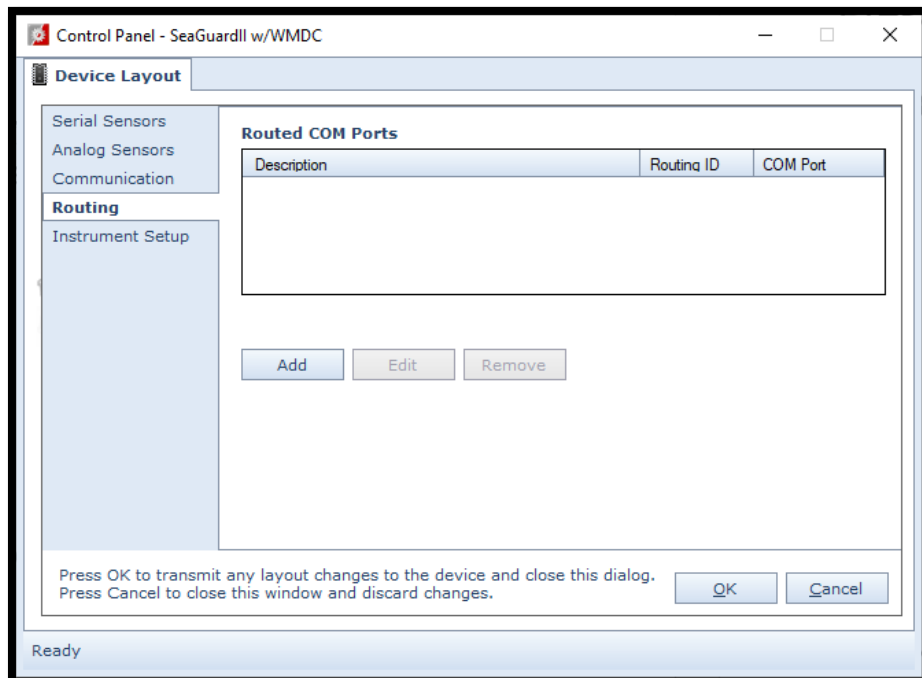 Control Panel - SeaGuardII w/WMDC
Device Layout
Serial Sensors
Analog Sensors
Communication
Routing
Instrument Setup
Routed COM Ports
Description Routing ID COM Port
Add Edit Remove
Press OK to transmit any layout changes to the device and close this dialog.
Press Cancel to close this window and discard changes.
OK Cancel
Ready